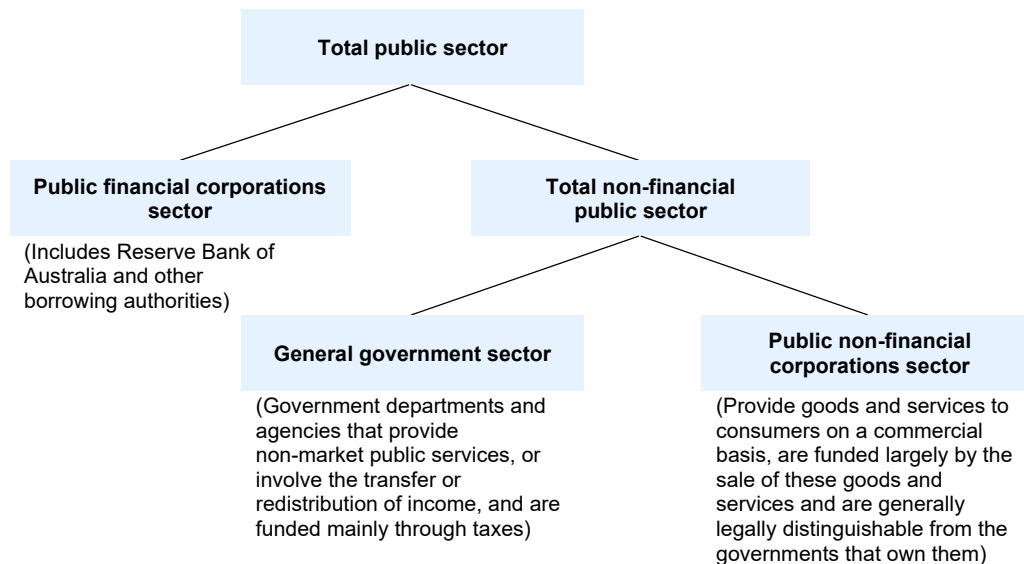 Total public sector
Public financial corporations
sector
Total non-financial
public sector
(Includes Reserve Bank of
Australia and other
borrowing authorities)
General government sector
Public non-financial
corporations sector
(Government departments and
agencies that provide
non-market public services, or
involve the transfer or
redistribution of income, and are
funded mainly through taxes)
(Provide goods and services to
consumers on a commercial
basis, are funded largely by the
sale of these goods and
services and are generally
legally distinguishable from the
governments that own them)